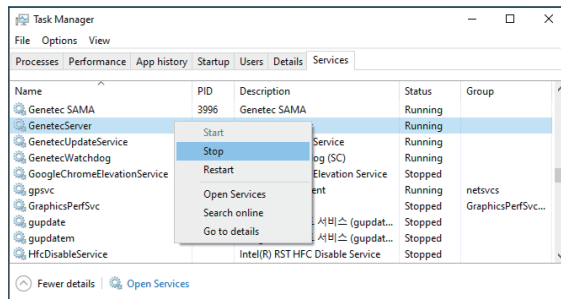 Task Manager
File Options View
Processes Performance App history Startup Users Details Services
Name PID Description Status Group
Genetec SAMA 3996 Genetec SAMA Running
GenetecServer Running
GenetecUpdateService Service Running
GenetecWatchdog og (SC) Running
GoogleChromeElevationService Elevation Service Stopped
gpsvc ent Running netsvcs
GraphicsPerfSvc Stopped GraphicsPerfSvc...
gupdate 서비스 (gupdat... Stopped
gupdatem 서비스 (gupdat... Stopped
HfcDisableService Intel(R) RST HFC Disable Service Stopped
Start
Stop
Restart
Open Services
Search online
Go to details
Fewer details Open Services